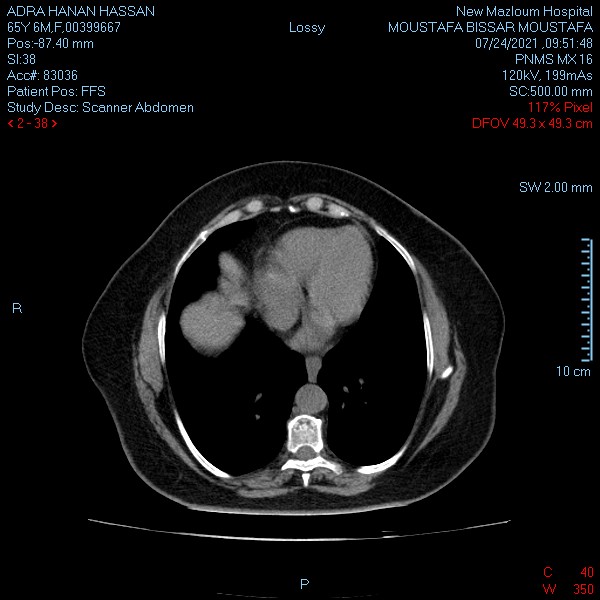 ADRA HANAN HASSAN
65Y 6M,F,00399667
Pos:-87.40 mm
SI:38
Acc#: 83036
Patient Pos: FFS
Study Desc: Scanner Abdomen
< 2 - 38 >
Lossy
New Mazloum Hospital
MOUSTAFA BISSAR MOUSTAFA
07/24/2021 ,09:51:48
PNMS MX 16
120kV, 199mAs
SC:500.00 mm
117% Pixel
DFOV 49.3 x 49.3 cm
SW 2.00 mm
R
10 cm
P
C 40
W 350